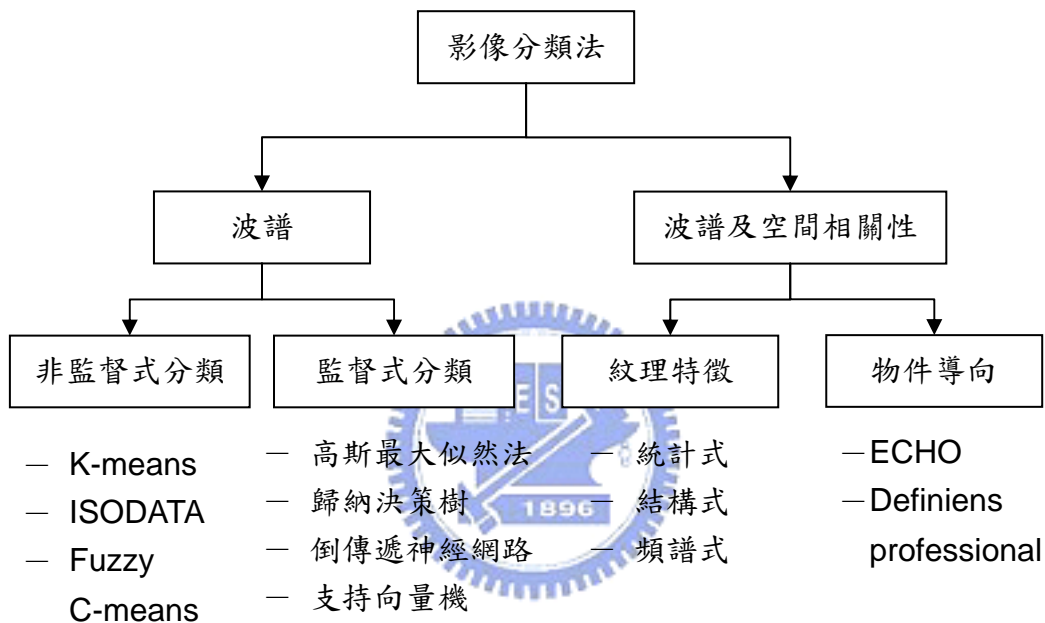 影像分類法
波譜
波譜及空間相關性
非監督式分類
監督式分類
紋理特徵
物件導向
— K-means
— ISODATA
— Fuzzy
C-means
— 高斯最大似然法
— 歸納決策樹
— 倒傳遞神經網路
— 支持向量機
— 統計式
— 結構式
— 頻譜式
— ECHO
— Definiens
professional
E S
1896